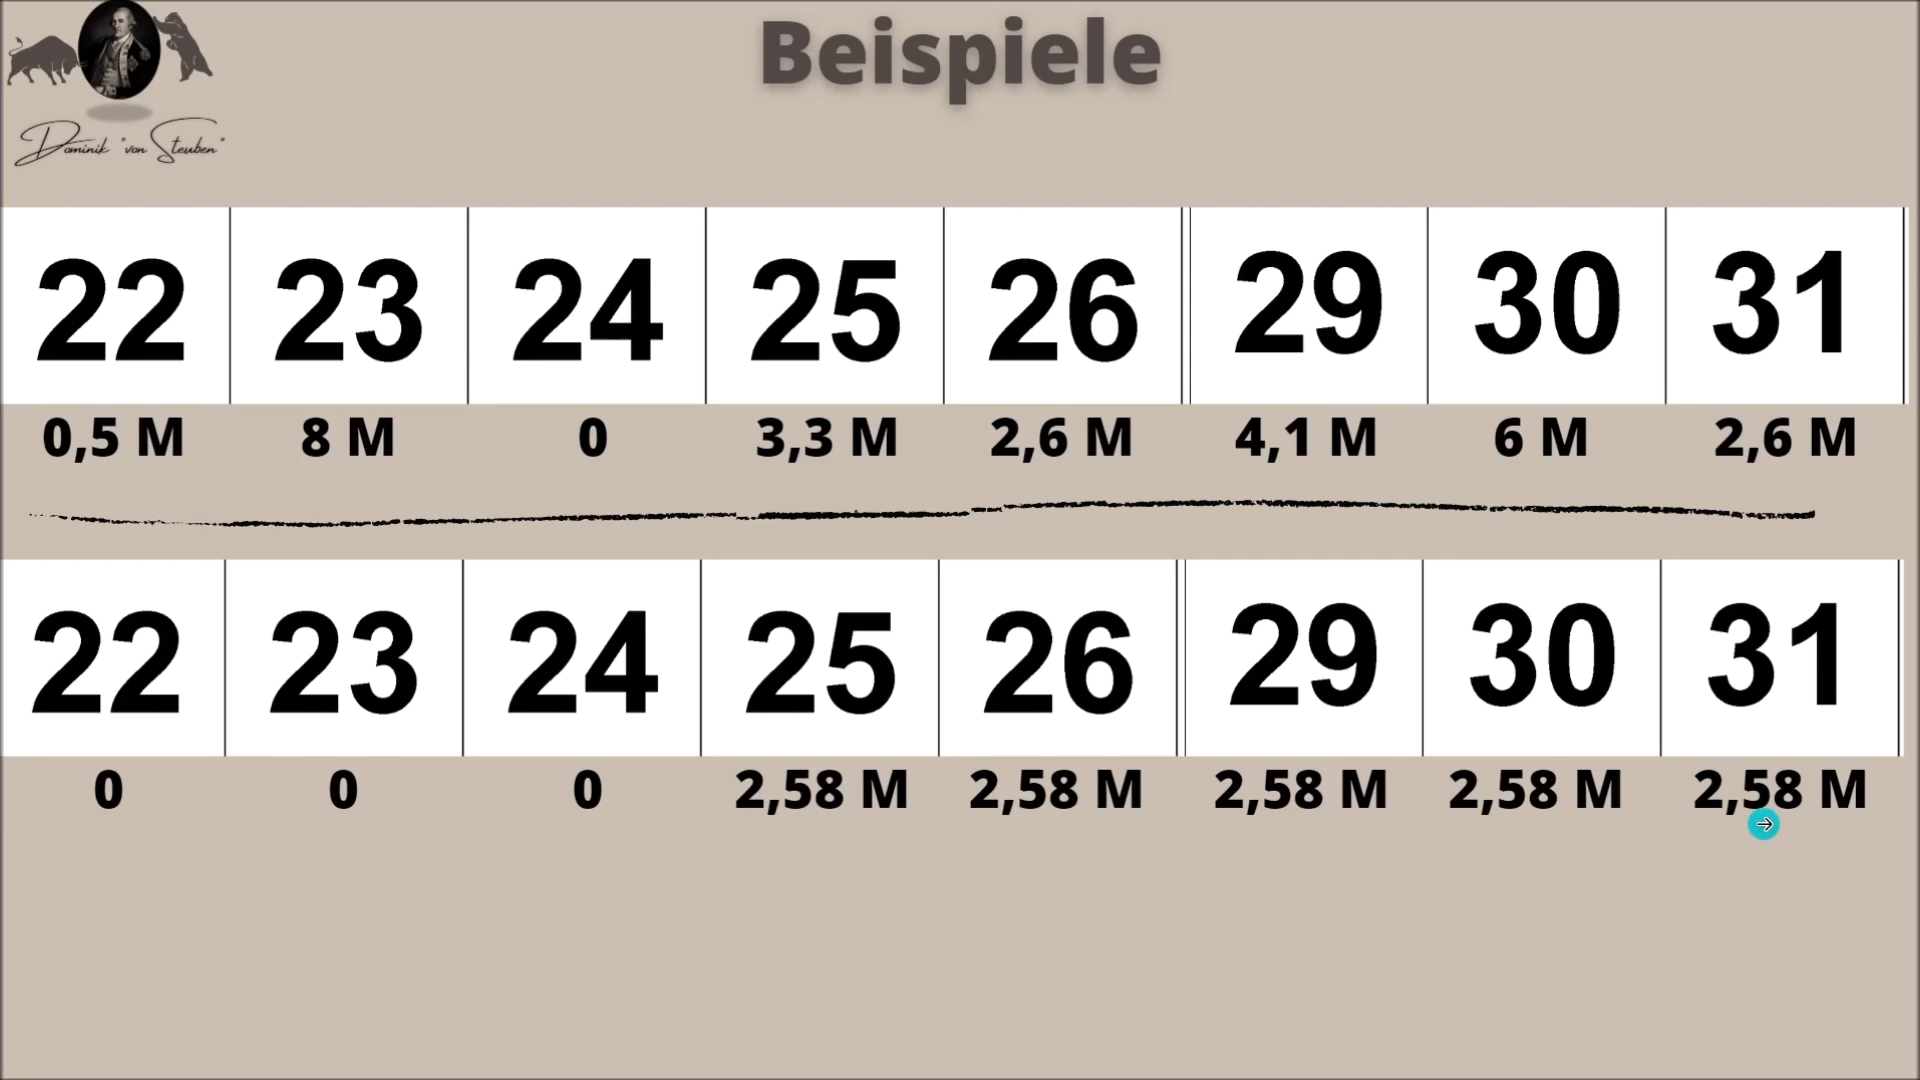 Beispiele
Dominik "von Steuben"
22 23 24 25 26 29 30 31
0,5 M 8 M 0 3,3 M 2,6 M 4,1 M 6 M 2,6 M
22 23 24 25 26 29 30 31
0 0 0 2,58 M 2,58 M 2,58 M 2,58 M 2,58 M